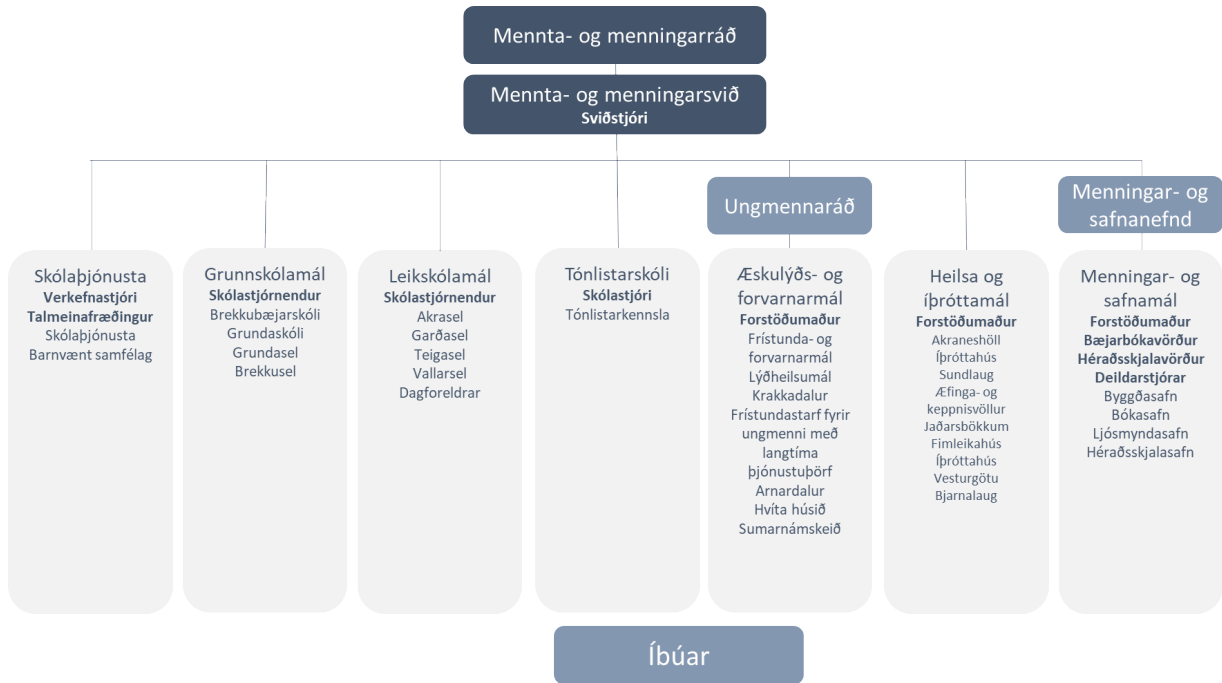 Mennta- og menningarráð
Mennta- og menningarsvið
Sviðstjóri
Ungmennaráð
Menningar- og
safnanefnd
Skólaþjónusta
Verkefnastjóri
Talmeinafræðingur
Skólaþjónusta
Barnvænt samfélag
Grunnskólamál
Skólastjórnendur
Brekkubæjarskóli
Grundaskóli
Grundasel
Brekkusel
Leikskólamál
Skólastjórnendur
Akrasel
Garðasel
Teigasel
Vallarsel
Dagforeldrar
Tónlistarskóli
Skólastjóri
Tónlistarkennsla
Æskulýðs- og
forvarnarmál
Forstöðumaður
Frístunda- og
forvarnarmál
Lýðheilsumál
Krakkadalur
Frístundastarf fyrir
ungmenni með
langtíma
þjónustuþörf
Arnardalur
Hvíta húsið
Sumarnámskeið
Heilsa og
íþróttamál
Forstöðumaður
Akraneshöll
Íþróttahús
Sundlaug
Æfinga- og
keppnisvöllur
Jaðarsbökkum
Fimleikahús
Íþróttahús
Vesturgötu
Bjarnalaug
Menningar- og
safnamál
Forstöðumaður
Bæjarbókavörður
Héraðsskjalavörður
Deildarstjórar
Byggðasafn
Bókasafn
Ljósmyndasafn
Héraðsskjalasafn
Íbúar